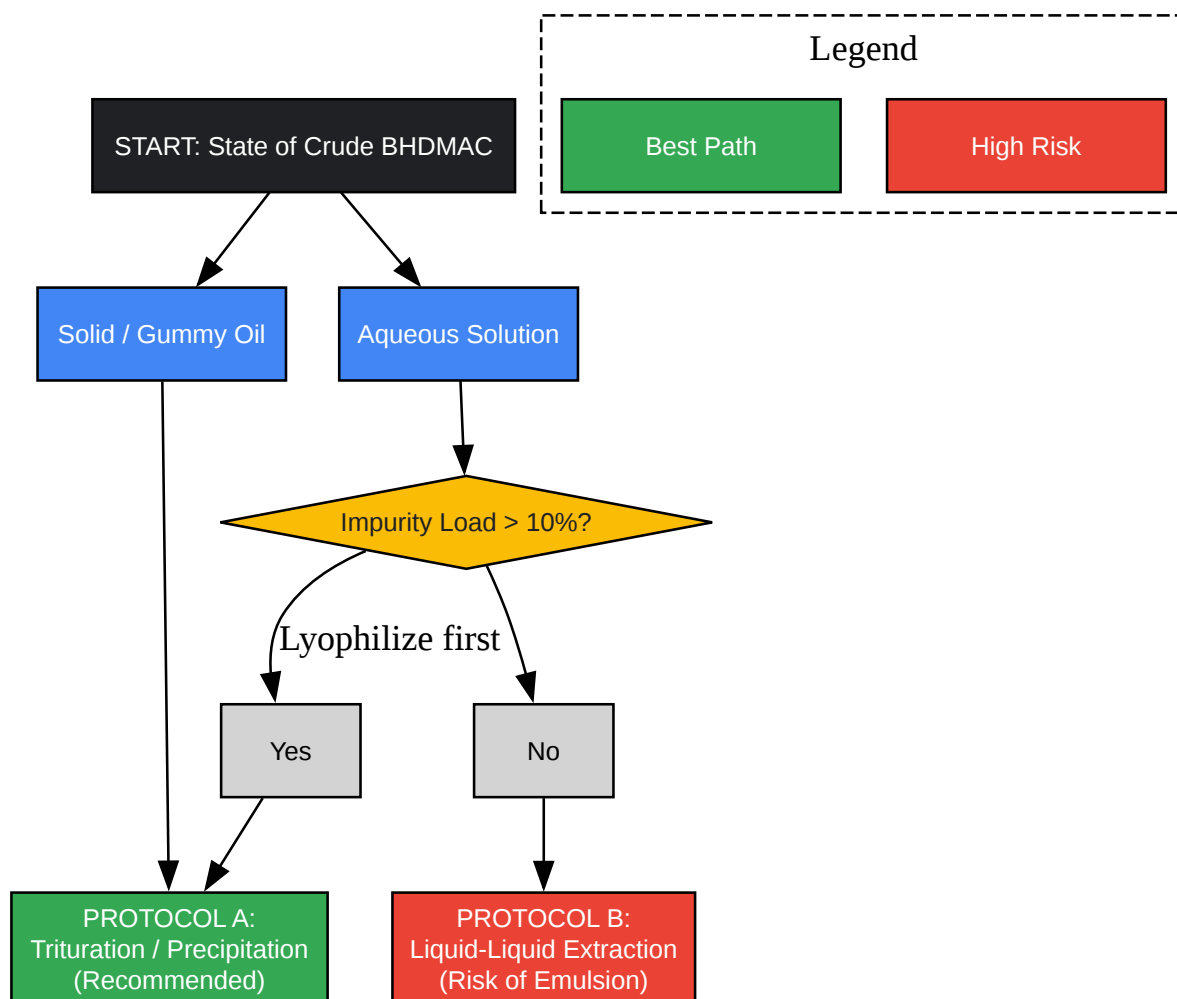 Legend
START: State of Crude BHDMAC
Best Path
High Risk
Solid / Gummy Oil
Aqueous Solution
Impurity Load > 10%?
Lyophilize first
Yes
No
PROTOCOL A:
Trituration / Precipitation
(Recommended)
PROTOCOL B:
Liquid-Liquid Extraction
(Risk of Emulsion)